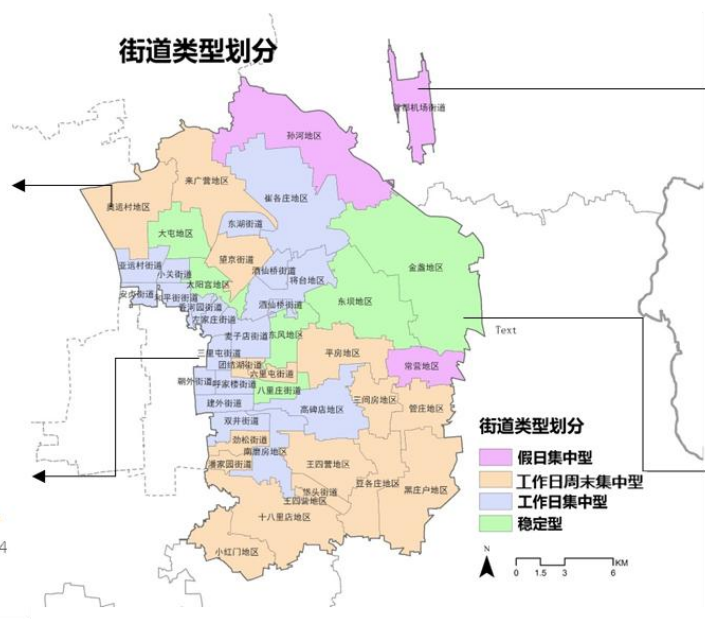 街道类型划分
首都机场街道
孙河地区
来广营地区
崔各庄地区
奥运村地区
东湖街道
大屯地区
望京街道
金盏地区
亚运村街道
小关街道
酒仙桥街道
将台地区
太阳宫地区
安贞街道
和平街街道
香河园街道
酒仙桥街道
东坝地区
左家庄街道
麦子店街道
东风地区
Text
三里屯街道
平房地区
团结湖街道
六里屯街道
常营地区
朝外街道
呼家楼街道
八里庄街道
三间房地区
管庄地区
建外街道
高碑店地区
双井街道
街道类型划分
劲松街道
南磨房地区
假日集中型
潘家园街道
王四营地区
工作日周末集中型
垡头街道
豆各庄地区
黑庄户地区
王四营地区
工作日集中型
十八里店地区
稳定型
小红门地区
4
N
KM
0 1.5 3 6